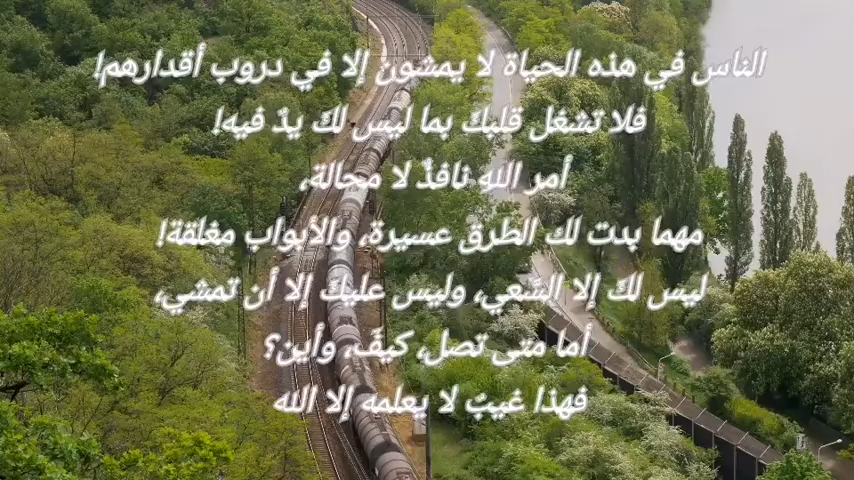 الناس في هذه الحياة لا يمشون إلا في دروب أقدارهم!
فلا تشغل قلبك بما ليس لك يدٌ فيه!
أمر الله نافذٌ لا محالة،
مهما بدت لك الطرق عسيرة، والأبواب مغلقة!
ليس لك إلا السّعي، وليس عليك إلا أن تمشي،
أما متى تصل، كيف، وأين؟
فهذا غيبٌ لا يعلمه إلا الله